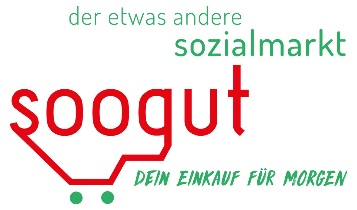 der etwas andere
sozialmarkt
soogut
DEIN EINKAUF FÜR MORGEN